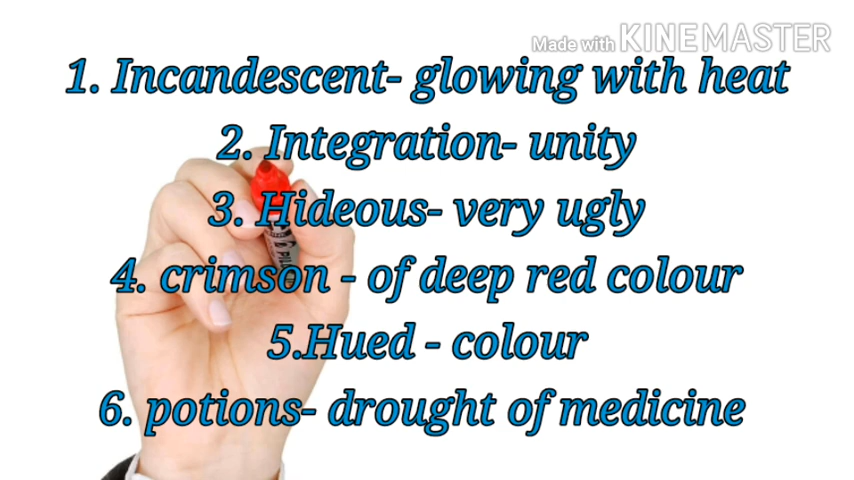 Made with KINEMASTER
1. Incandescent- glowing with heat
2. Integration- unity
3. Hideous- very ugly
4. crimson - of deep red colour
5.Hued - colour
6. potions- drought of medicine